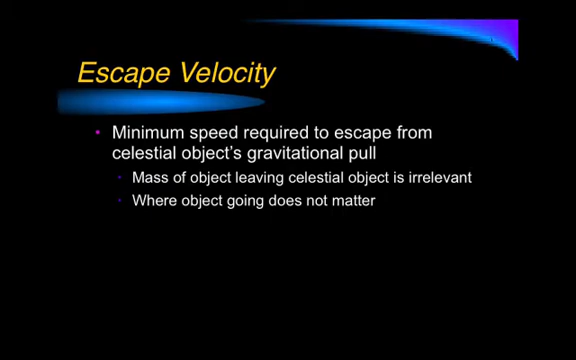 Escape Velocity
• Minimum speed required to escape from
celestial object's gravitational pull
• Mass of object leaving celestial object is irrelevant
• Where object going does not matter